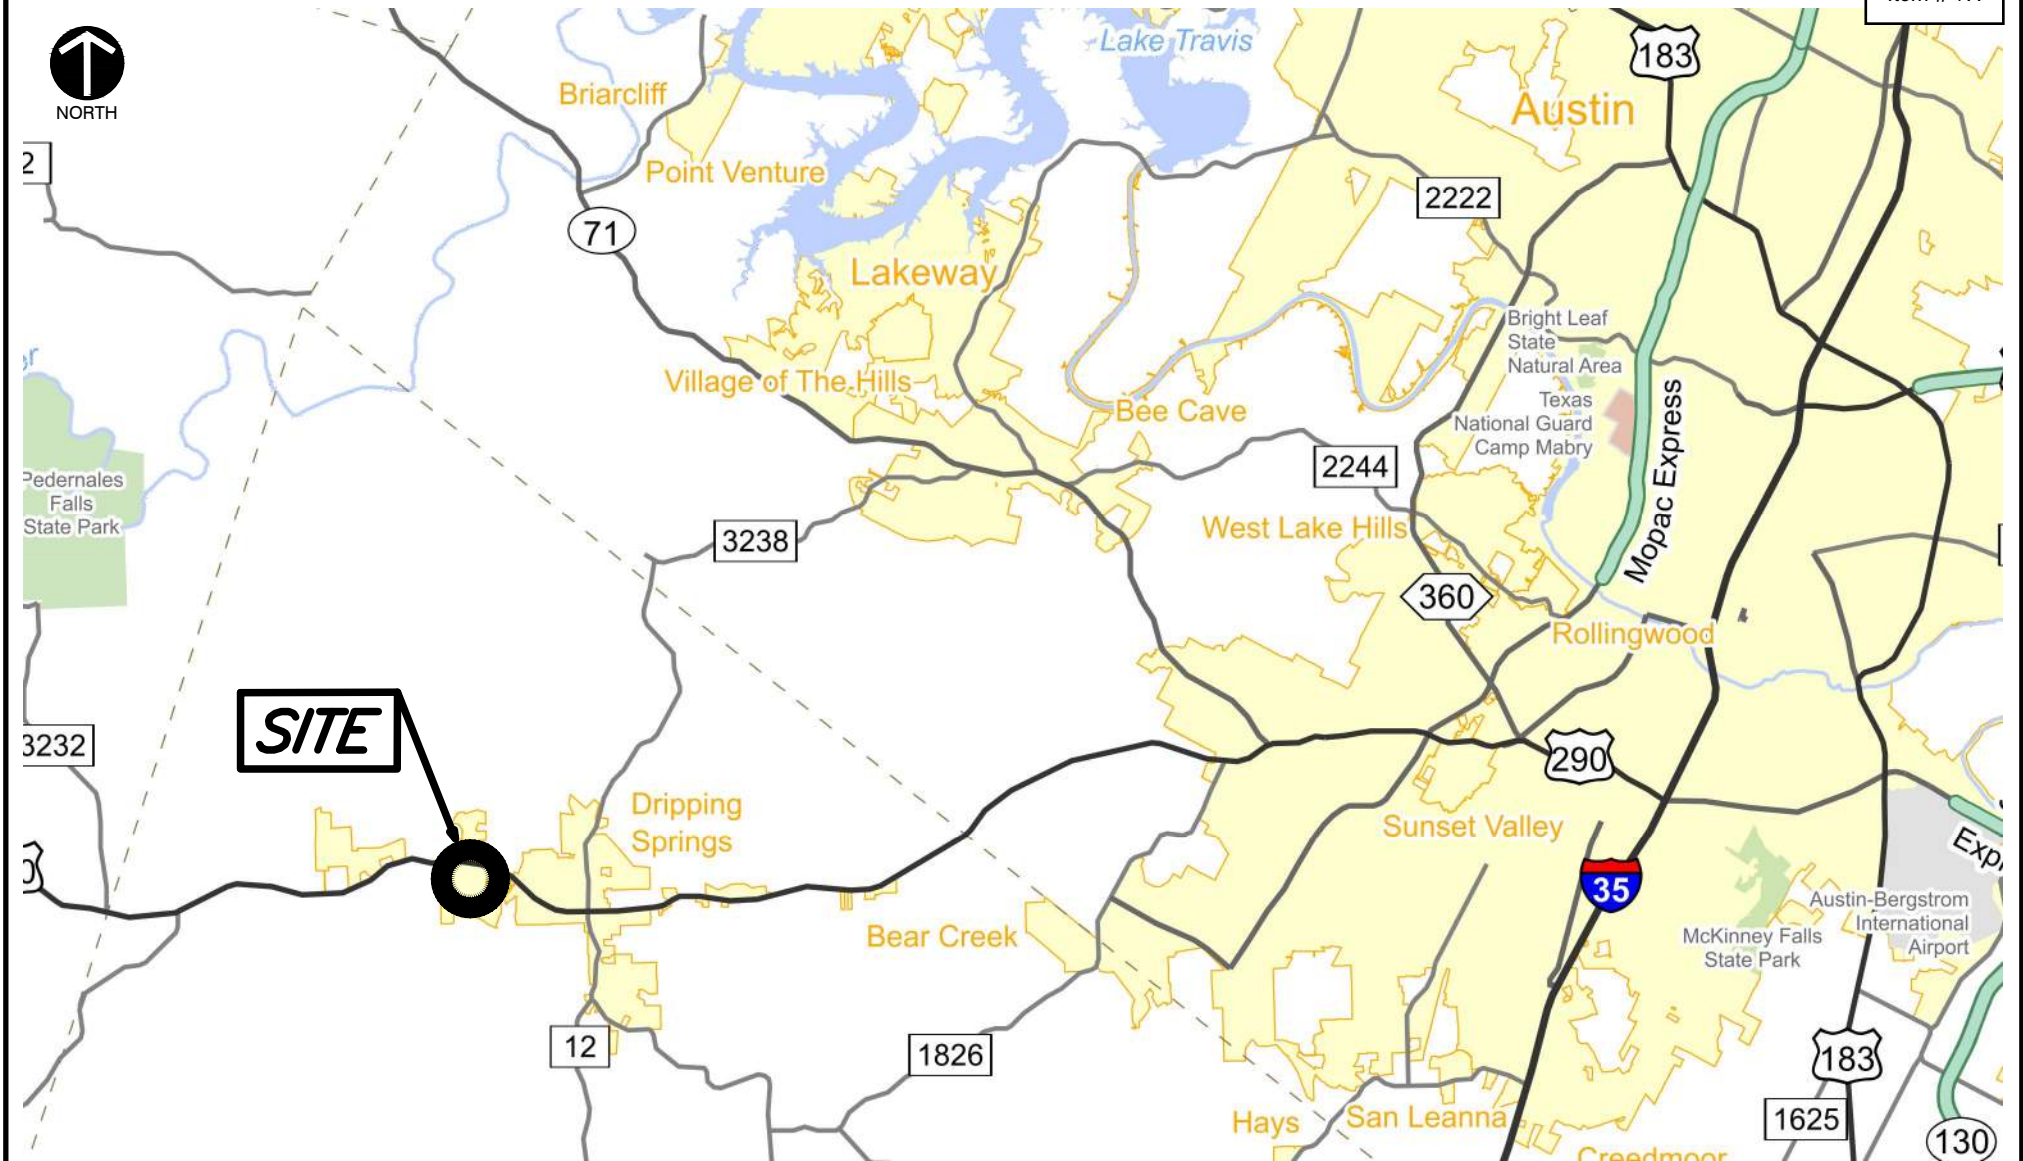 NORTH
Lake Travis
183
Austin
Briarcliff
2
Point Venture
2222
71
Lakeway
Bright Leaf
State
Natural Area
Village of The Hills
Bee Cave
Texas
National Guard
Camp Mabry
Mopac Express
2244
Pedernales
Falls
State Park
West Lake Hills
3238
360
Rollingwood
SITE
3232
290
Dripping
Springs
Sunset Valley
35
Austin-Bergstrom
International
Airport
Bear Creek
McKinney Falls
State Park
12
1826
183
Hays
San Leanna
1625
130
Creedmoor